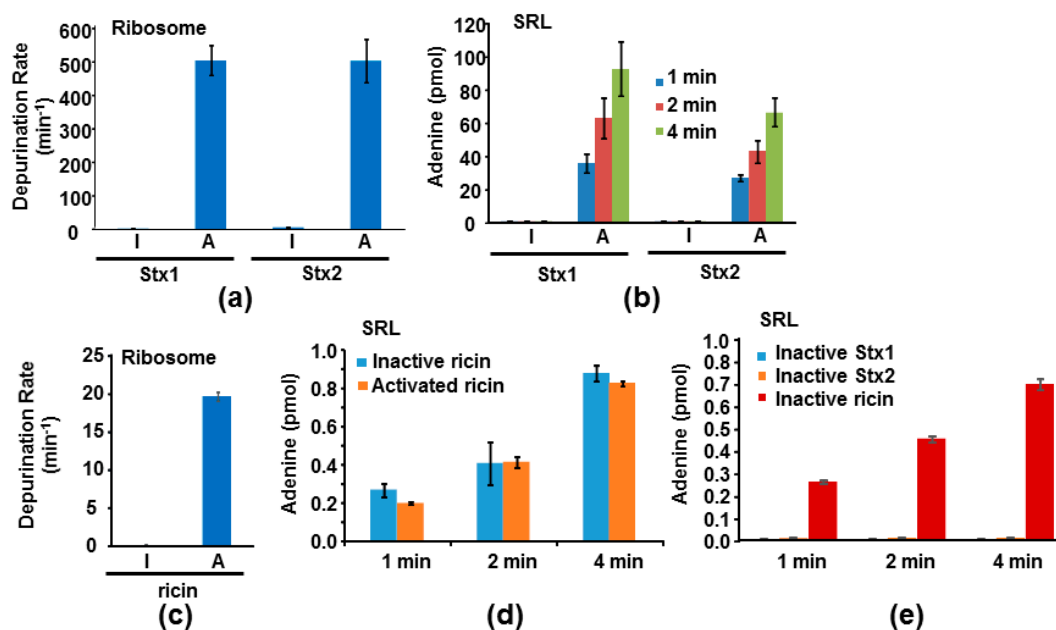 Ribosome
Depurination Rate
(min-1)
600
500
400
300
200
100
0
I A I A
Stx1 Stx2
(a)
SRL
Adenine (pmol)
120
100
80
60
40
20
0
1 min
2 min
4 min
I A I A
Stx1 Stx2
(b)
Ribosome
Depurination Rate
(min-1)
25
20
15
10
5
0
I A
ricin
(c)
SRL
Adenine (pmol)
1.0
0.8
0.6
0.4
0.2
0.0
Inactive ricin
Activated ricin
1 min 2 min 4 min
(d)
SRL
Adenine (pmol)
1.0
0.9
0.8
0.7
0.6
0.5
0.4
0.3
0.2
0.1
0.0
Inactive Stx1
Inactive Stx2
Inactive ricin
1 min 2 min 4 min
(e)